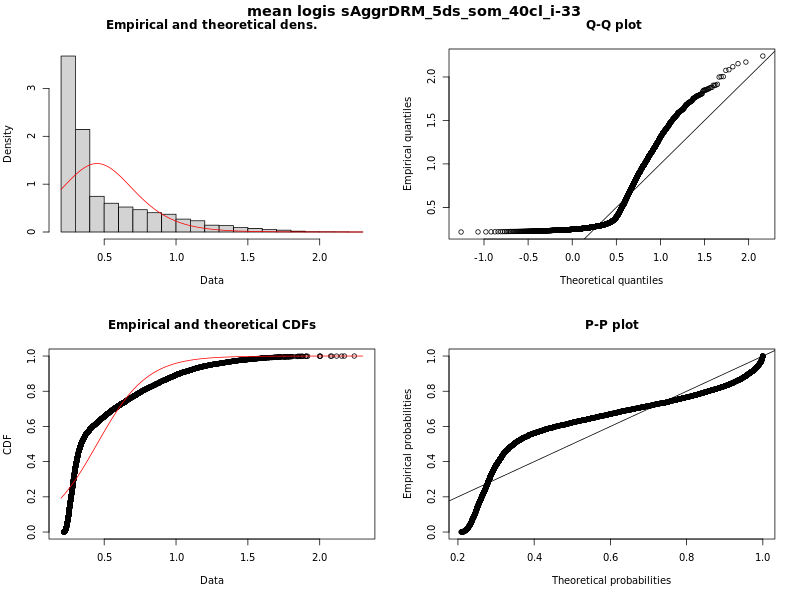 mean logis sAggrDRM_5ds_som_40cl_i-33
Empirical and theoretical dens.
Density
0 1 2 3
0.5 1.0 1.5 2.0
Data
Q-Q plot
Empirical quantiles
0.5 1.0 1.5 2.0
-1.0 -0.5 0.0 0.5 1.0 1.5 2.0
Theoretical quantiles
Empirical and theoretical CDFs
CDF
0.0 0.2 0.4 0.6 0.8 1.0
0.5 1.0 1.5 2.0
Data
P-P plot
Empirical probabilities
0.0 0.2 0.4 0.6 0.8 1.0
0.2 0.4 0.6 0.8 1.0
Theoretical probabilities